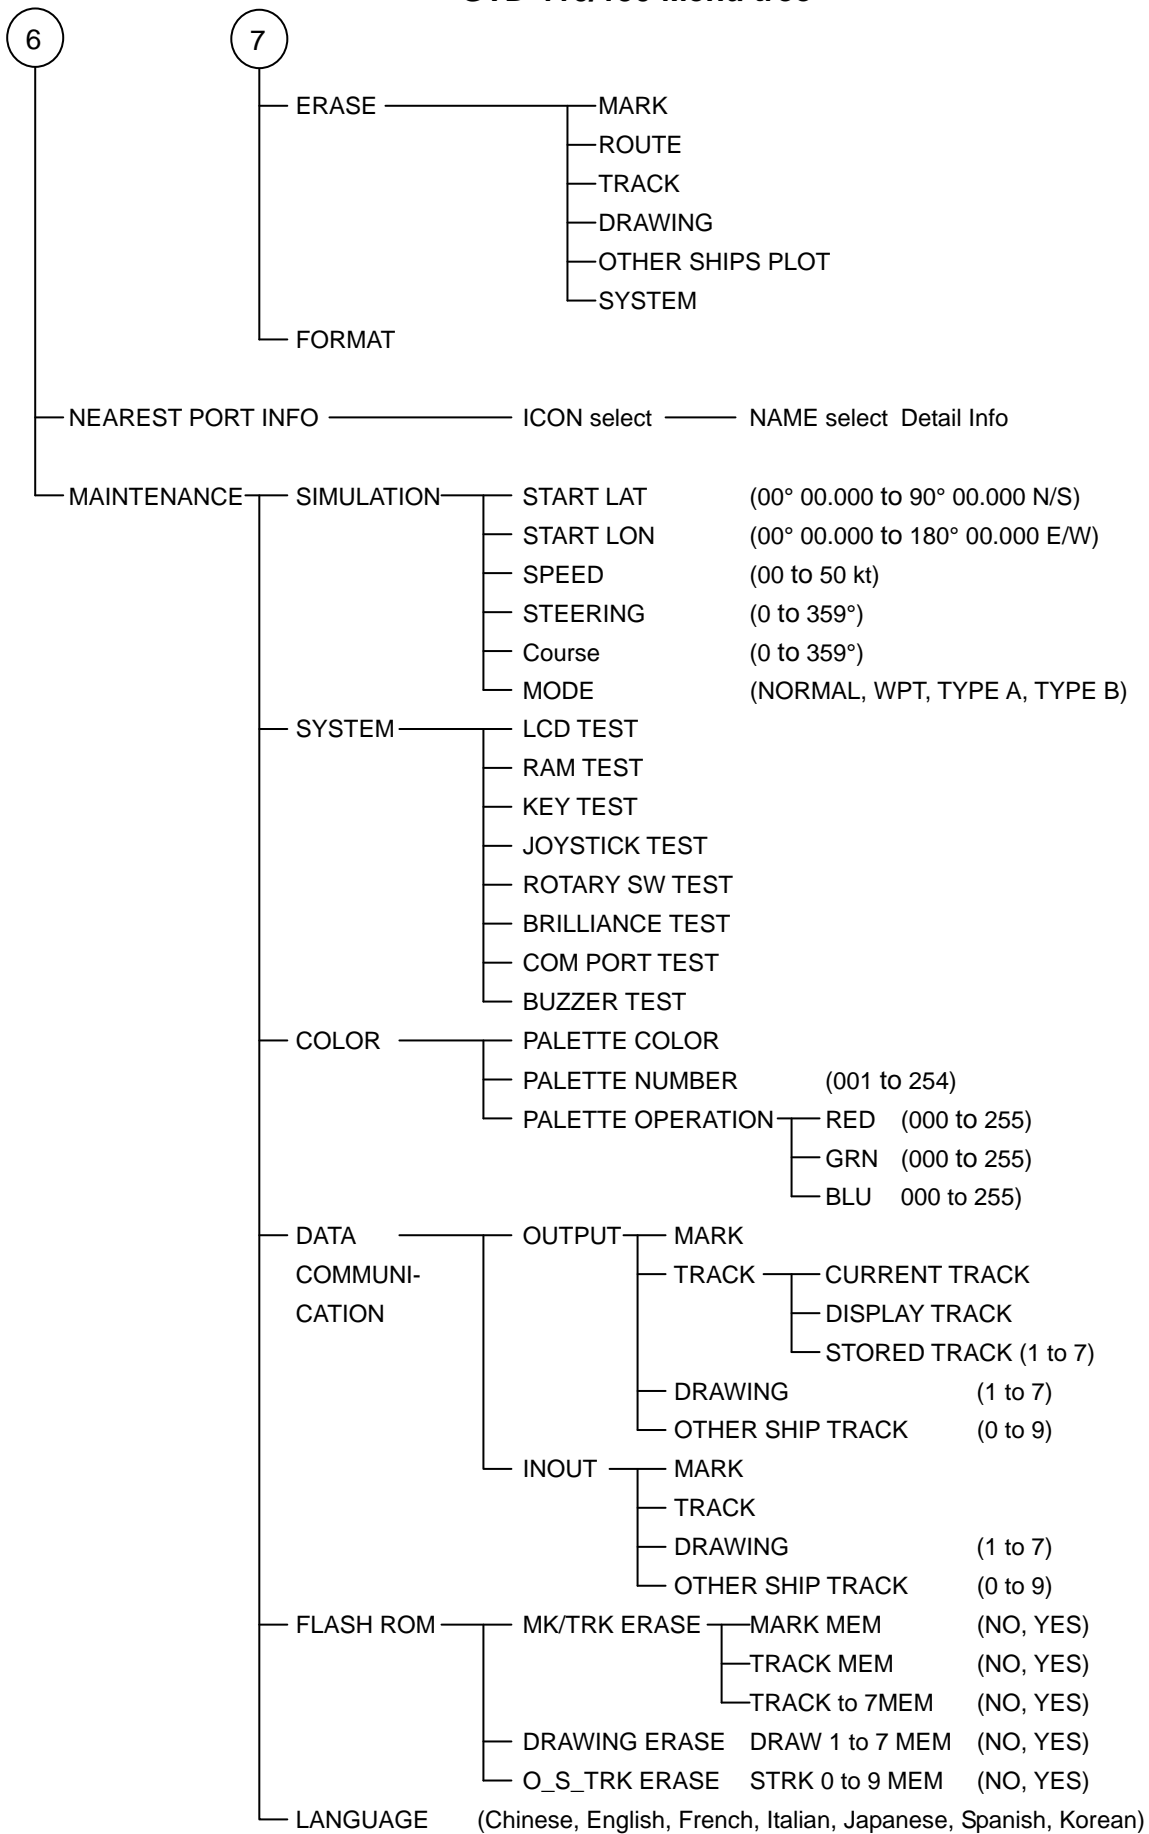 6 7
ERASE MARK
ROUTE
TRACK
DRAWING
OTHER SHIPS PLOT
SYSTEM
FORMAT
NEAREST PORT INFO ICON select NAME select Detail Info
MAINTENANCE SIMULATION START LAT (00° 00.000 to 90° 00.000 N/S)
START LON (00° 00.000 to 180° 00.000 E/W)
SPEED (00 to 50 kt)
STEERING (0 to 359°)
Course (0 to 359°)
MODE (NORMAL, WPT, TYPE A, TYPE B)
SYSTEM LCD TEST
RAM TEST
KEY TEST
JOYSTICK TEST
ROTARY SW TEST
BRILLIANCE TEST
COM PORT TEST
BUZZER TEST
COLOR PALETTE COLOR
PALETTE NUMBER (001 to 254)
PALETTE OPERATION RED (000 to 255)
GRN (000 to 255)
BLU 000 to 255)
DATA OUTPUT MARK
COMMUNI- TRACK CURRENT TRACK
CATION DISPLAY TRACK
STORED TRACK (1 to 7)
DRAWING (1 to 7)
OTHER SHIP TRACK (0 to 9)
INOUT MARK
TRACK
DRAWING (1 to 7)
OTHER SHIP TRACK (0 to 9)
FLASH ROM MK/TRK ERASE MARK MEM (NO, YES)
TRACK MEM (NO, YES)
TRACK to 7MEM (NO, YES)
DRAWING ERASE DRAW 1 to 7 MEM (NO, YES)
O_S_TRK ERASE STRK 0 to 9 MEM (NO, YES)
LANGUAGE (Chinese, English, French, Italian, Japanese, Spanish, Korean)